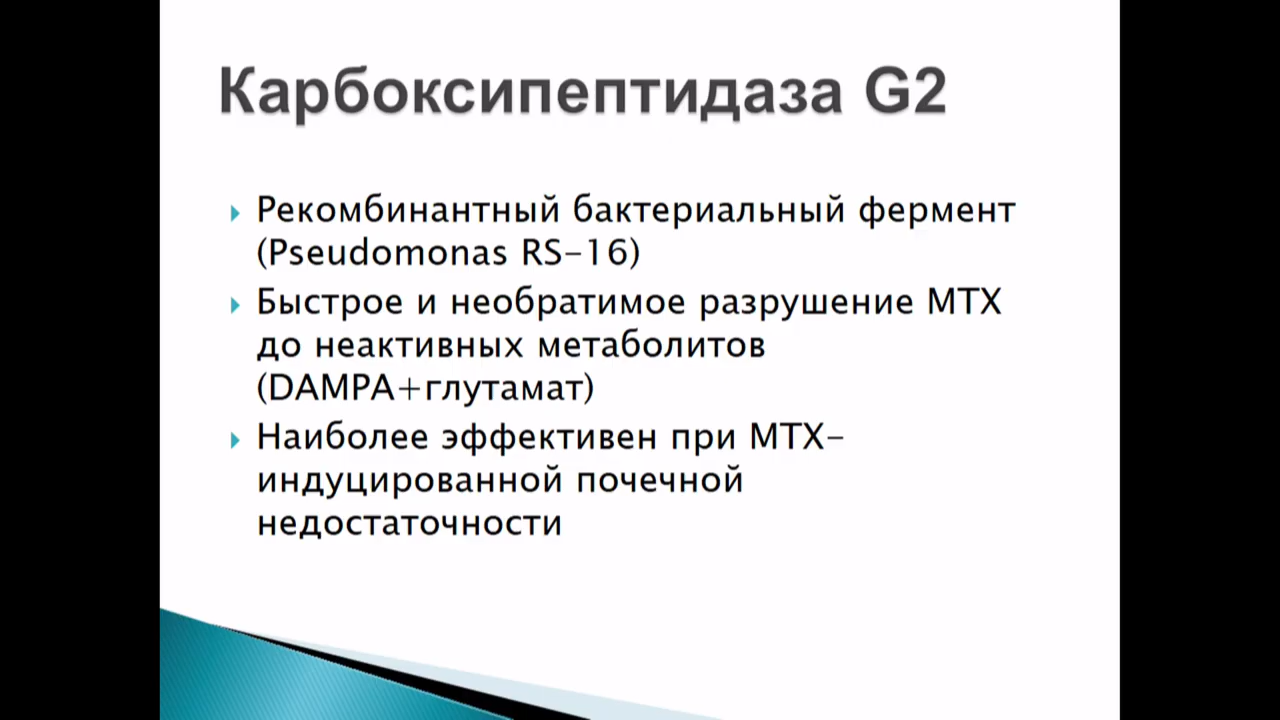 Карбоксипептидаза G2
Рекомбинантный бактериальный фермент
(Pseudomonas RS-16)
Быстрое и необратимое разрушение MTX
до неактивных метаболитов
(DAMPA+глутамат)
Наиболее эффективен при MTX-
индуцированной почечной
недостаточности